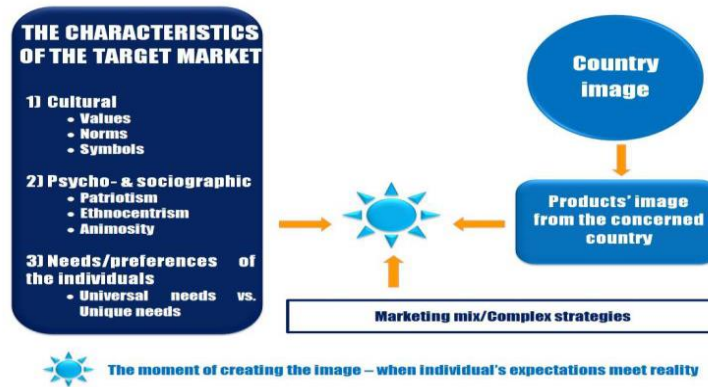 THE CHARACTERISTICS
OF THE TARGET MARKET
1) Cultural
• Values
• Norms
• Symbols
2) Psycho- & sociographic
• Patriotism
• Ethnocentrism
• Animosity
3) Needs/preferences of
the individuals
• Universal needs vs.
Unique needs
Country
image
Products' image
from the concerned
country
Marketing mix/Complex strategies
The moment of creating the image – when individual's expectations meet reality